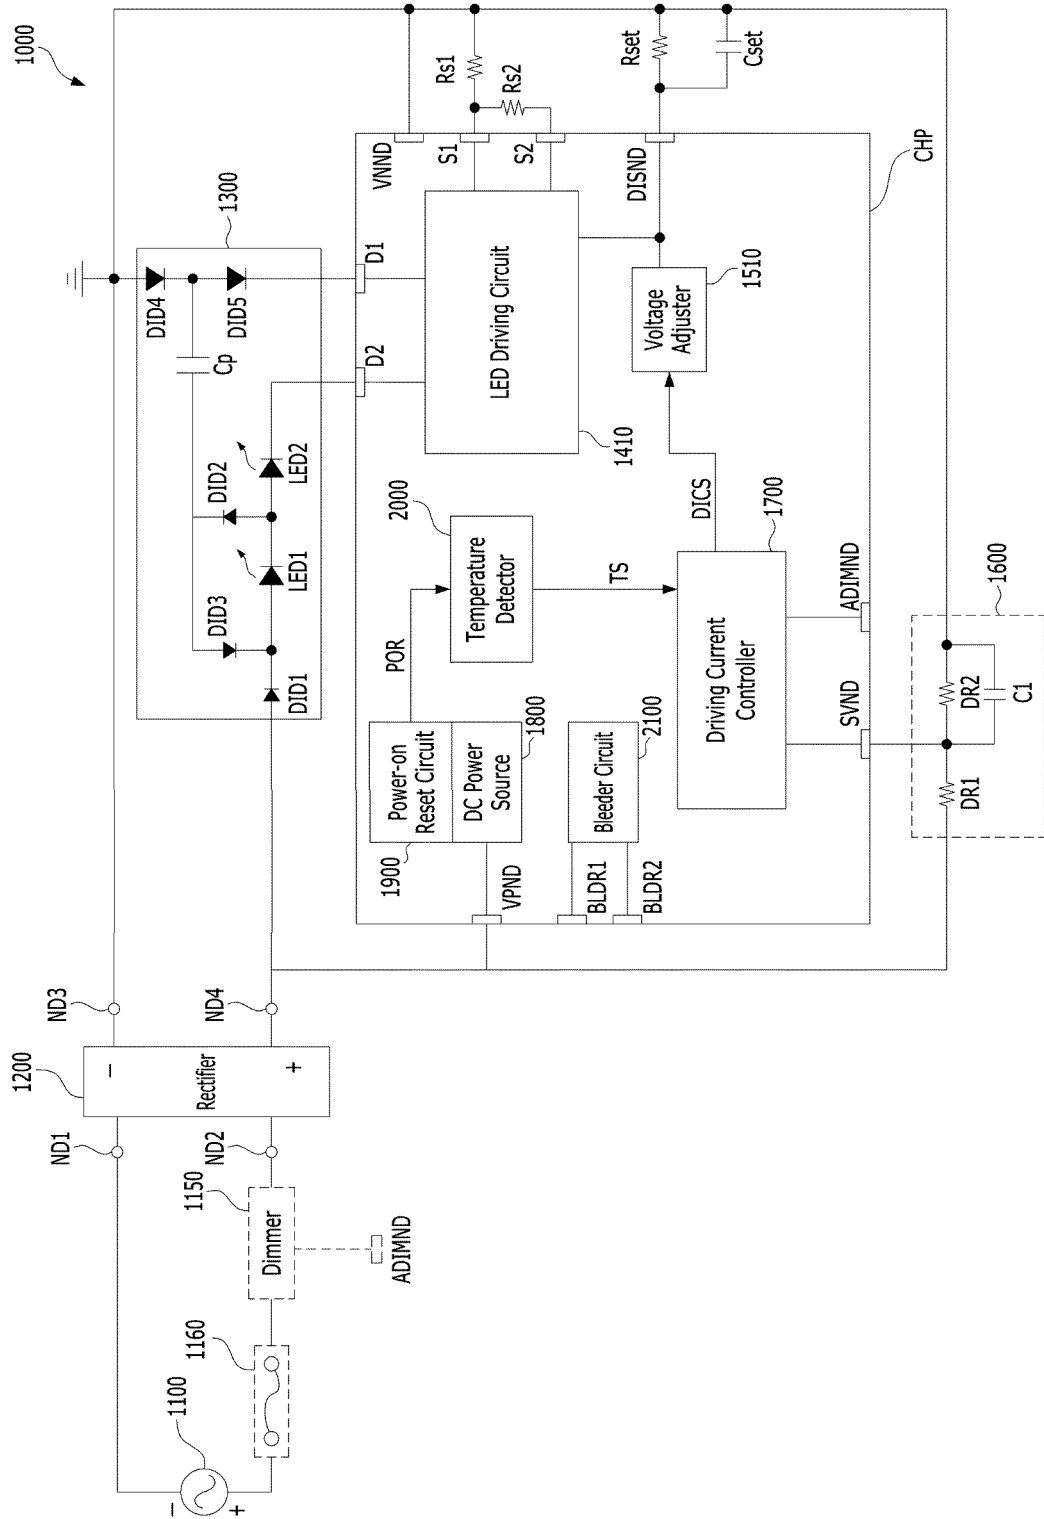 1000
1100
1160
1150
Dimmer
ADIMND
ND1
ND2
1200
Rectifier
−
+
−
+
ND3
ND4
1300
DID1
DID3
LED1
DID2
LED2
Cp
DID4
DID5
D2
D1
VNND
S1
S2
DISND
Rs1
Rs2
Rset
Cset
CHP
LED Driving Circuit
1410
Voltage
Adjuster
1510
2000
Temperature
Detector
POR
TS
DICS
Power-on
Reset Circuit
1900
DC Power
Source
1800
VPND
Bleeder Circuit
2100
BLDR1
BLDR2
Driving Current
Controller
1700
SVND
ADIMND
1600
DR1
DR2
C1